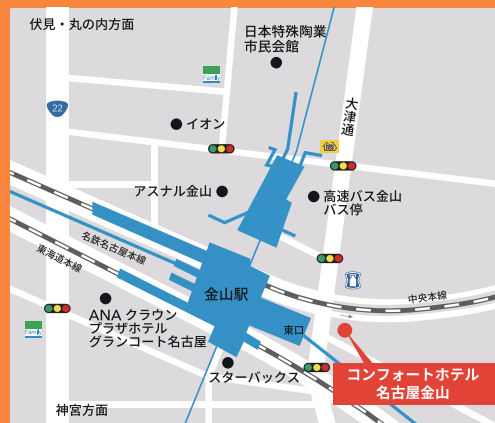 伏見・丸の内方面
日本特殊陶業
市民会館
Family
22
大津通
イオン
アスナル金山
高速バス金山
バス停
名鉄名古屋本線
東海道本線
金山駅
中央本線
ANA クラウン
プラザホテル
グランコート名古屋
東口
Family
スターバックス
コンフォートホテル
名古屋金山
神宮方面